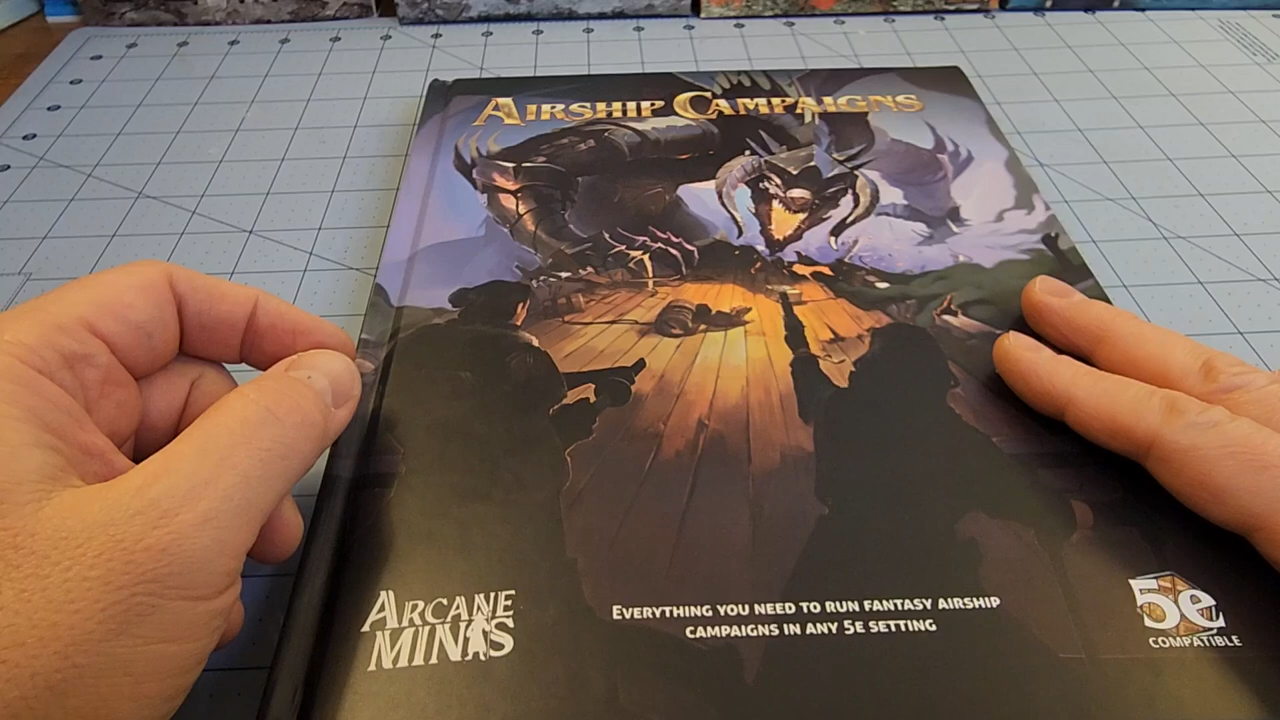 AIRSHIP CAMPAIGNS
ARCANE
MINIS
EVERYTHING YOU NEED TO RUN FANTASY AIRSHIP
CAMPAIGNS IN ANY 5E SETTING
5e
COMPATIBLE